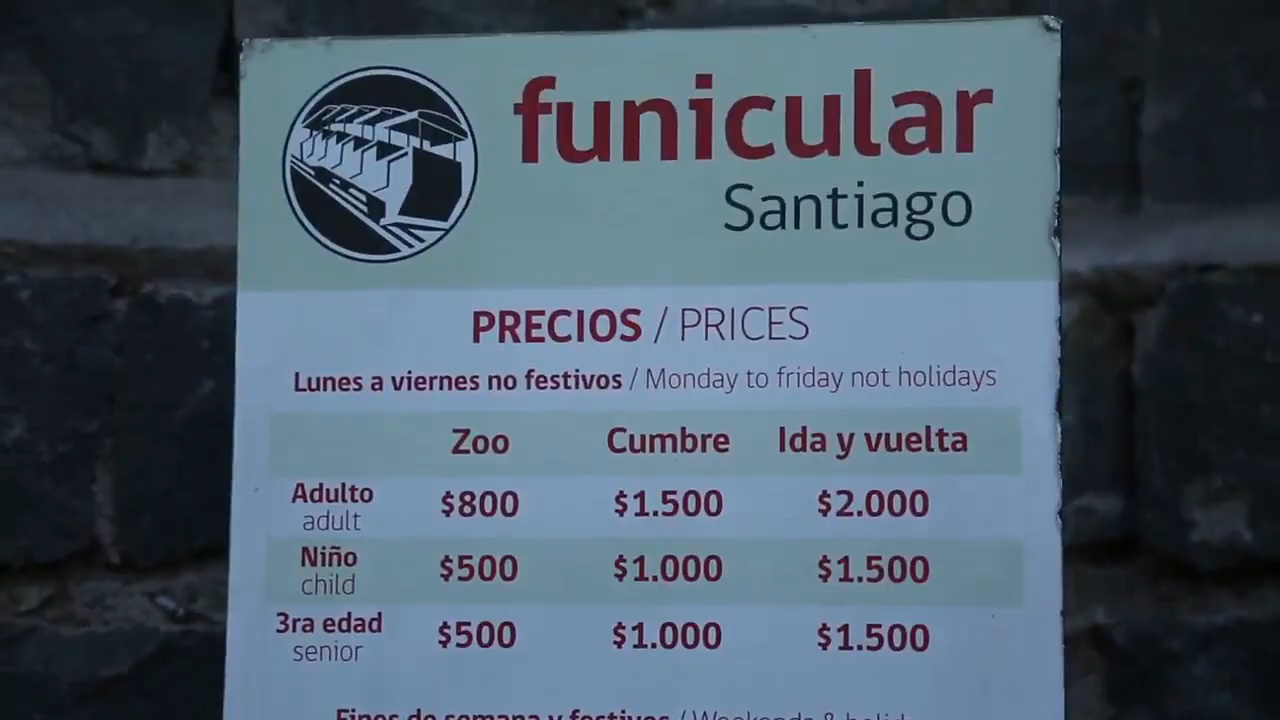 funicular
Santiago
PRECIOS / PRICES
Lunes a viernes no festivos / Monday to friday not holidays
Zoo Cumbre Ida y vuelta
Adulto
adult
$800 $1.500 $2.000
Niño
child
$500 $1.000 $1.500
3ra edad
senior
$500 $1.000 $1.500
Fines de semana y festivos / Weekends &